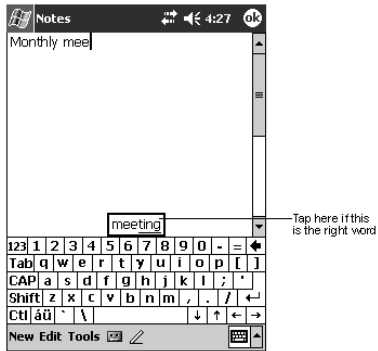 Notes 4:27 ok
Monthly mee
meeting
Tap here if this
is the right word
123 1 2 3 4 5 6 7 8 9 0 - =
Tab q w e r t y u i o p [ ]
CAP a s d f g h j k l ; '
Shift z x c v b n m , . /
Ctl áü ` \
New Edit Tools